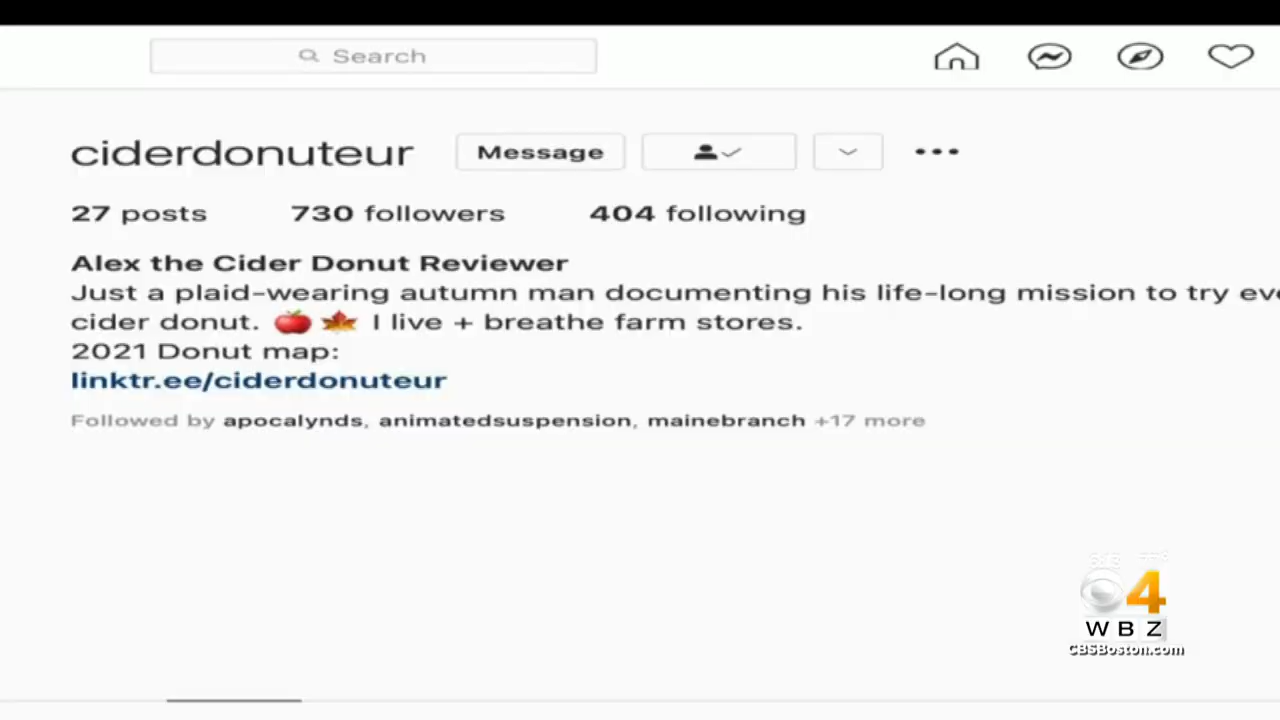 Search
ciderdonuteur Message
27 posts 730 followers 404 following
Alex the Cider Donut Reviewer
Just a plaid-wearing autumn man documenting his life-long mission to try
cider donut. 🍎🍁 I live + breathe farm stores.
2021 Donut map:
linktr.ee/ciderdonuteur
Followed by apocalynds, animatedsuspension, mainebranch +17 more
4
WBZ
CBSBoston.com